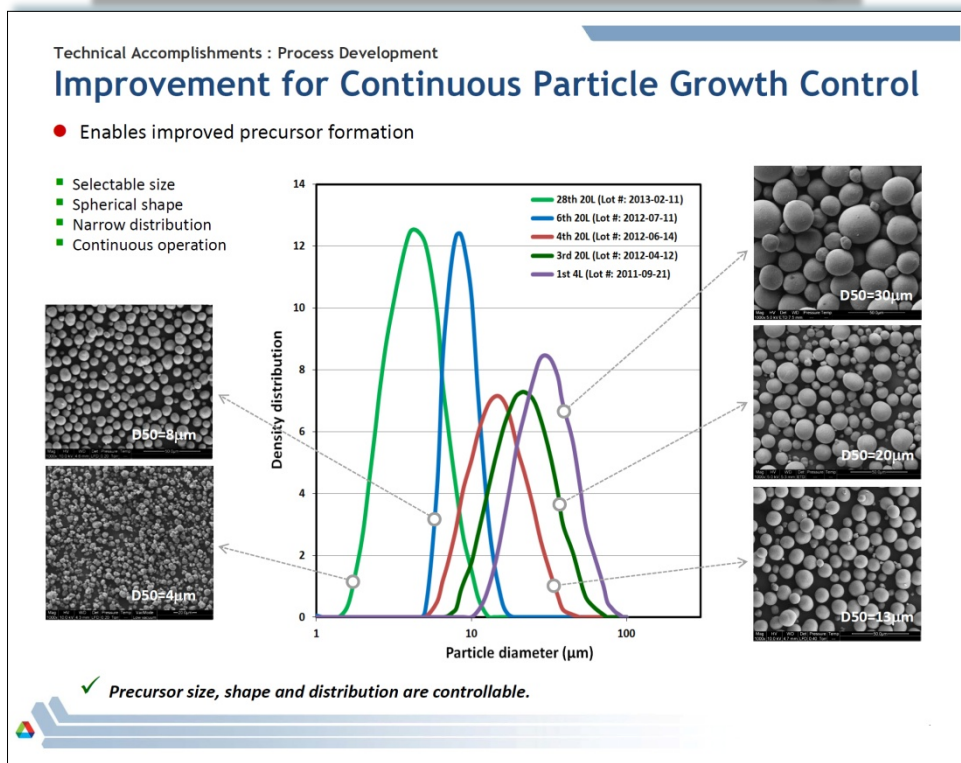 Technical Accomplishments : Process Development
Improvement for Continuous Particle Growth Control
Enables improved precursor formation
Selectable size
Spherical shape
Narrow distribution
Continuous operation
14
12
10
8
6
4
2
0
Density distribution
1
10
100
Particle diameter (µm)
28th 20L (Lot #: 2013-02-11)
6th 20L (Lot #: 2012-07-11)
4th 20L (Lot #: 2012-06-14)
3rd 20L (Lot #: 2012-04-12)
1st 4L (Lot #: 2011-09-21)
D50=8µm
D50=4µm
D50=30µm
D50=20µm
D50=13µm
Precursor size, shape and distribution are controllable.